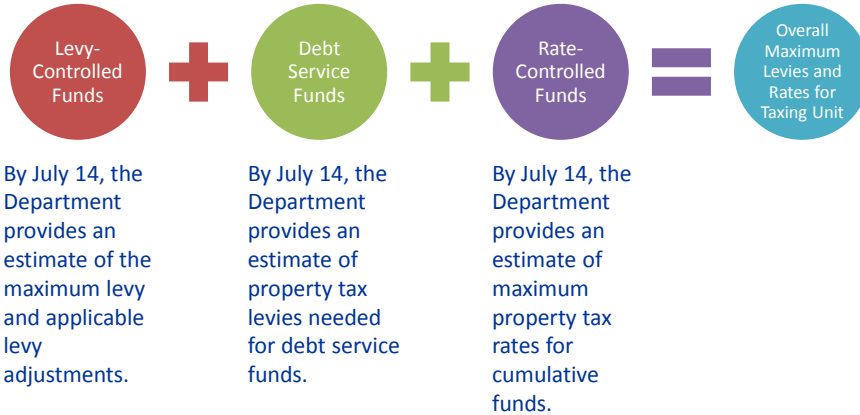 Levy-
Controlled
Funds
Debt
Service
Funds
Rate-
Controlled
Funds
Overall
Maximum
Levies and
Rates for
Taxing Unit
By July 14, the
Department
provides an
estimate of the
maximum levy
and applicable
levy
adjustments.
By July 14, the
Department
provides an
estimate of
property tax
levies needed
for debt service
funds.
By July 14, the
Department
provides an
estimate of
maximum
property tax
rates for
cumulative
funds.